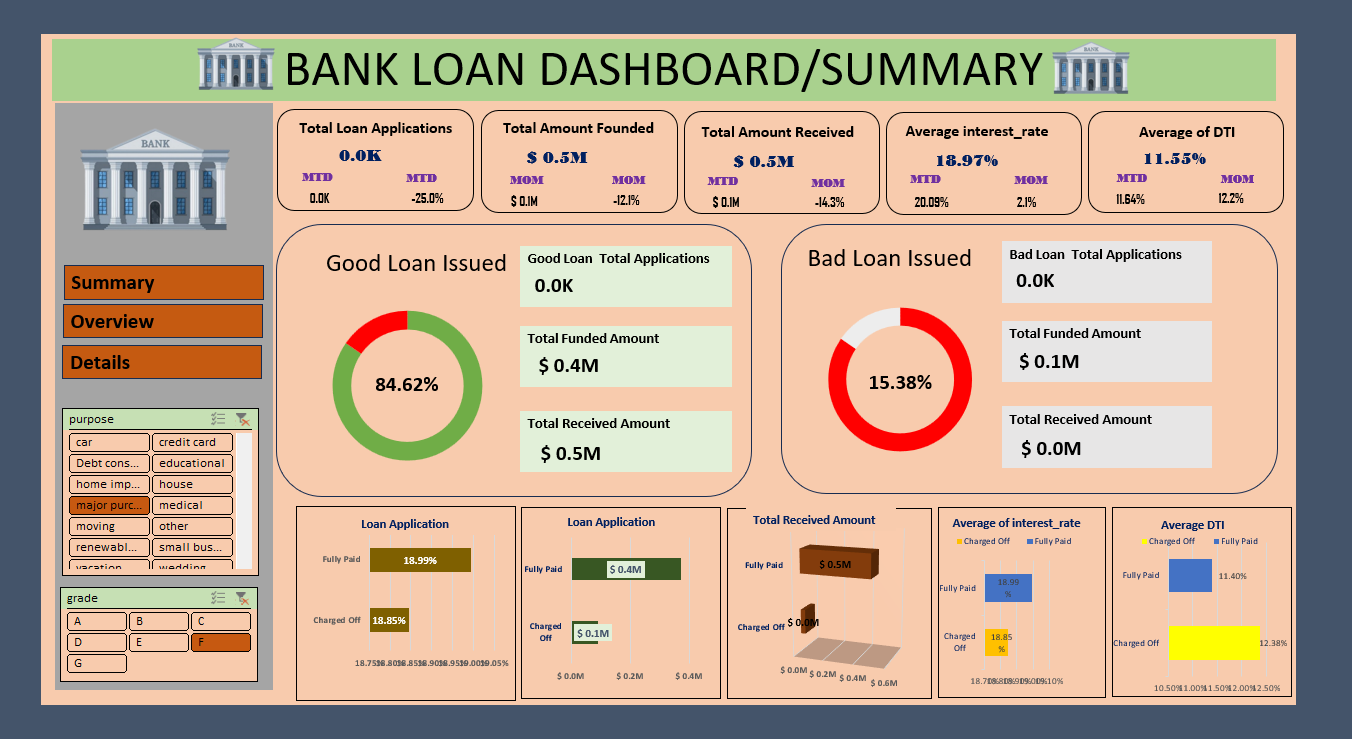 BANK LOAN DASHBOARD/SUMMARY
BANK
BANK
BANK
Summary
Overview
Details
purpose
car
credit card
Debt cons...
educational
home imp...
house
major purc...
medical
moving
other
renewabl...
small bus...
vacation
wedding
grade
A
B
C
D
E
F
G
Total Loan Applications
0.0K
MTD MTD
0.0K -25.0%
Total Amount Founded
$ 0.5M
MOM MOM
$ 0.1M -12.1%
Total Amount Received
$ 0.5M
MTD MOM
$ 0.1M -14.3%
Average interest_rate
18.97%
MTD MOM
20.09% 2.1%
Average of DTI
11.55%
MTD MOM
11.64% 12.2%
Good Loan Issued
84.62%
Good Loan Total Applications
0.0K
Total Funded Amount
$ 0.4M
Total Received Amount
$ 0.5M
Bad Loan Issued
15.38%
Bad Loan Total Applications
0.0K
Total Funded Amount
$ 0.1M
Total Received Amount
$ 0.0M
Loan Application
Fully Paid
18.99%
Charged Off
18.85%
18.75% 18.80% 18.85% 18.90% 18.95% 19.00% 19.05%
Loan Application
Fully Paid
$ 0.4M
Charged
Off
$ 0.1M
$ 0.0M $ 0.2M $ 0.4M
Total Received Amount
Fully Paid
$ 0.5M
Charged Off
$ 0.0M
$ 0.0M $ 0.2M $ 0.4M $ 0.6M
Average of interest_rate
Charged Off Fully Paid
Fully Paid
18.99
%
Charged
Off
18.85
%
19.10%
Average DTI
Charged Off Fully Paid
Fully Paid
11.40%
Charged Off
12.38%
10.50% 11.00% 11.50% 12.00% 12.50%